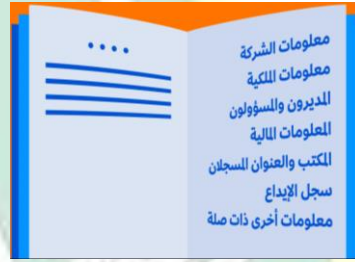 معلومات الشركة
معلومات الملكية
المديرون والمسؤولون
المعلومات المالية
المكتب والعنوان المسجلان
سجل الإيداع
معلومات أخرى ذات صلة